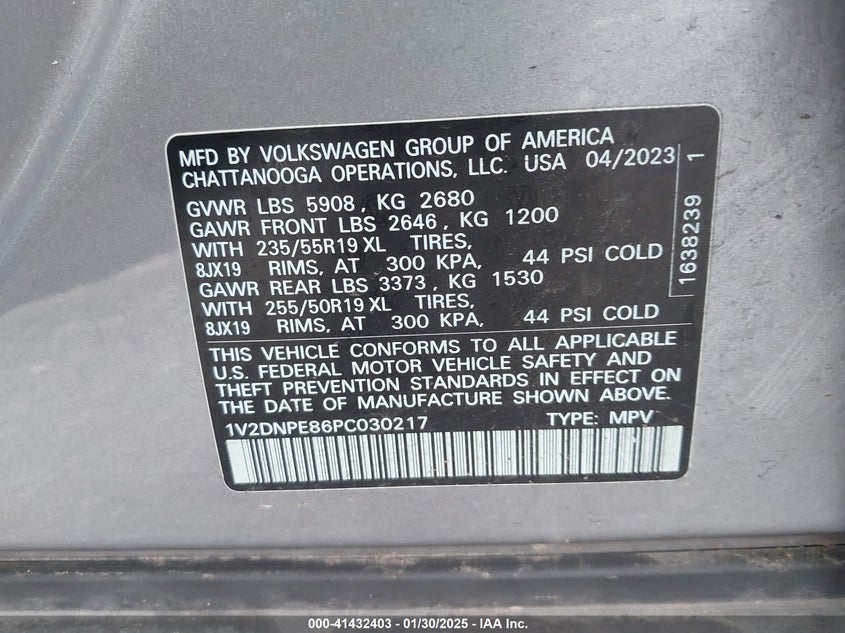 MFD BY VOLKSWAGEN GROUP OF AMERICA
CHATTANOOGA OPERATIONS, LLC. USA 04/2023
GVWR LBS 5908, KG 2680
GAWR FRONT LBS 2646, KG 1200
WITH 235/55R19 XL TIRES,
8JX19 RIMS, AT 300 KPA, 44 PSI COLD
GAWR REAR LBS 3373, KG 1530
WITH 255/50R19 XL TIRES,
8JX19 RIMS, AT 300 KPA, 44 PSI COLD
THIS VEHICLE CONFORMS TO ALL APPLICABLE
U.S. FEDERAL MOTOR VEHICLE SAFETY AND
THEFT PREVENTION STANDARDS IN EFFECT ON
THE DATE OF MANUFACTURE SHOWN ABOVE.
1V2DNPE86PC030217 TYPE: MPV
1638239 1
000-41432403 - 01/30/2025 - IAA Inc.